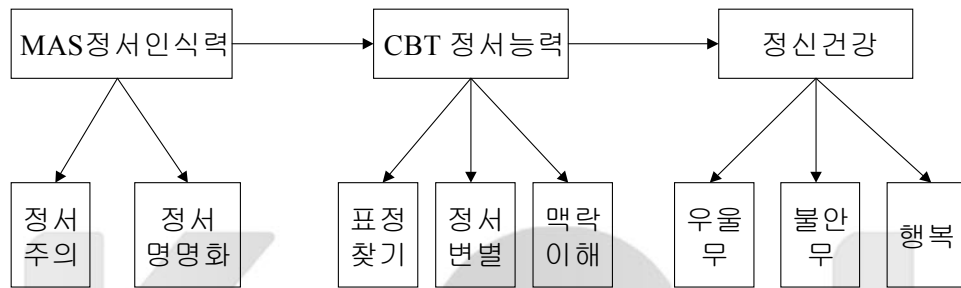 MAS정서인식력
CBT 정서능력
정신건강
정서
주의
정서
명명화
표정
찾기
정서
변별
맥락
이해
우울
무
불안
무
행복